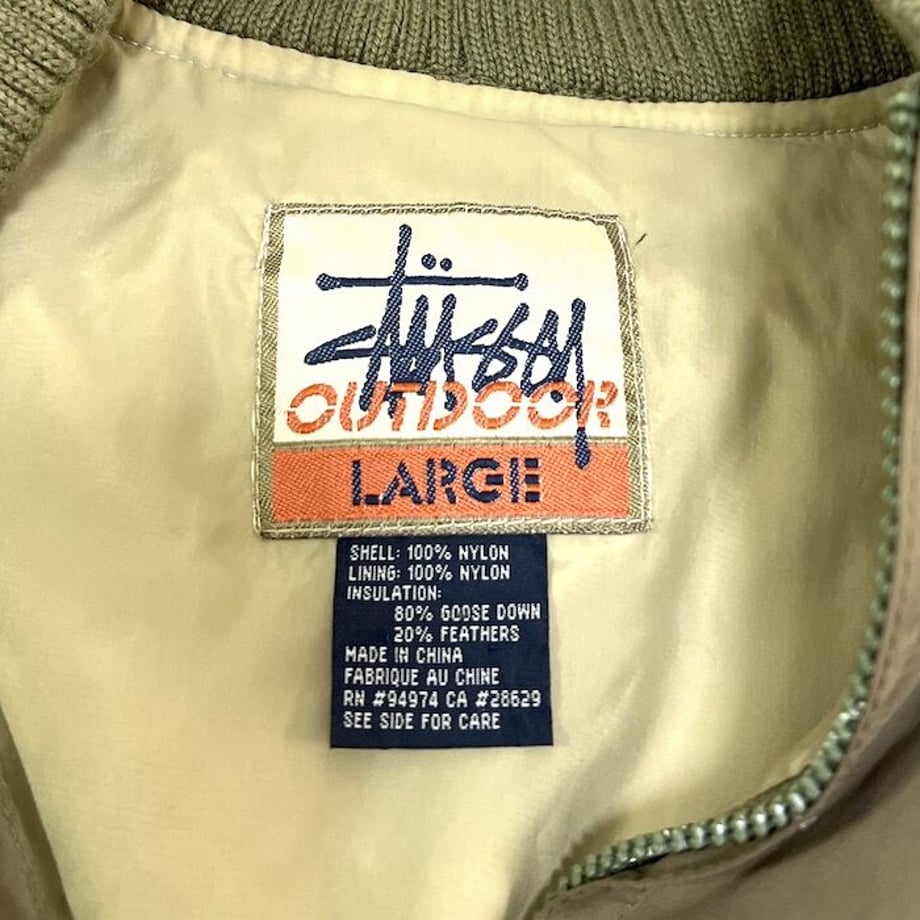 Stüssy
OUTDOOR
LARGE
SHELL: 100% NYLON
LINING: 100% NYLON
INSULATION:
80% GOOSE DOWN
20% FEATHERS
MADE IN CHINA
FABRIQUE AU CHINE
RN #94974 CA #28629
SEE SIDE FOR CARE